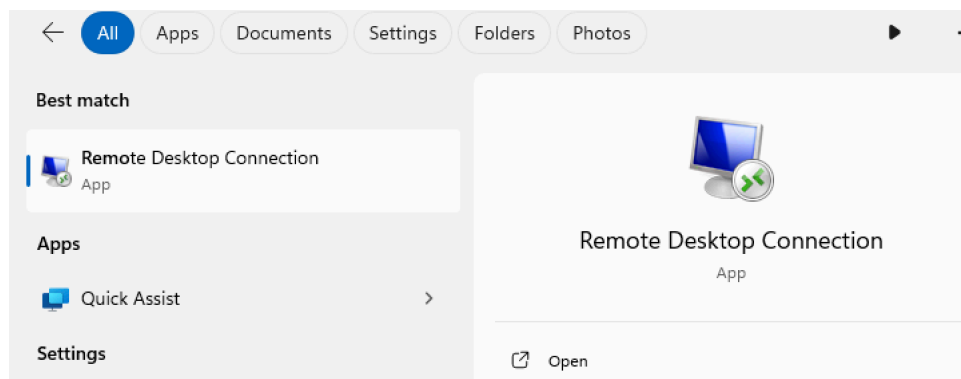 All Apps Documents Settings Folders Photos
Best match
Remote Desktop Connection
App
Apps
Quick Assist
Settings
Remote Desktop Connection
App
Open